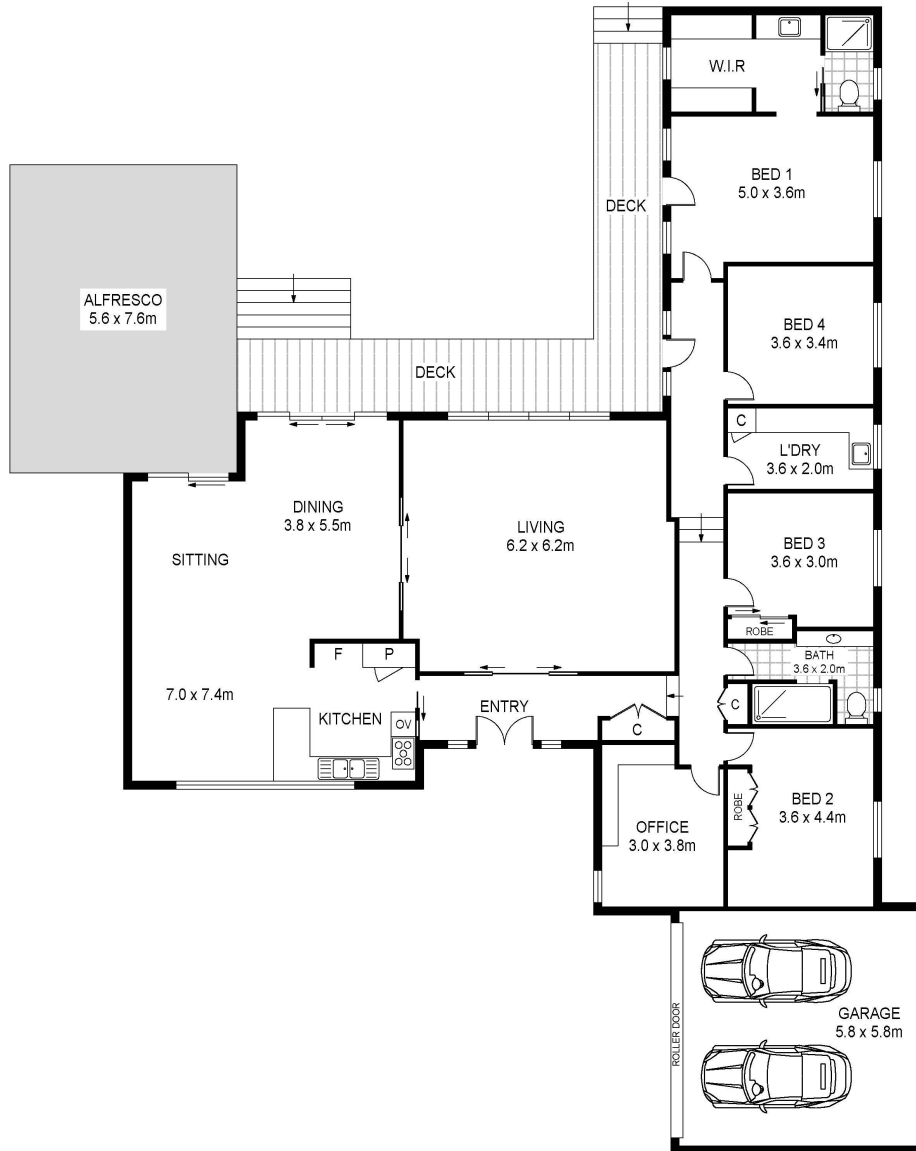 W.I.R
BED 1
5.0 x 3.6m
DECK
ALFRESCO
5.6 x 7.6m
BED 4
3.6 x 3.4m
DECK
C
L'DRY
3.6 x 2.0m
DINING
3.8 x 5.5m
LIVING
6.2 x 6.2m
SITTING
BED 3
3.6 x 3.0m
ROBE
F
P
BATH
3.6 x 2.0m
7.0 x 7.4m
KITCHEN
OV
ENTRY
C
C
ROBE
BED 2
3.6 x 4.4m
OFFICE
3.0 x 3.8m
ROLLER DOOR
GARAGE
5.8 x 5.8m